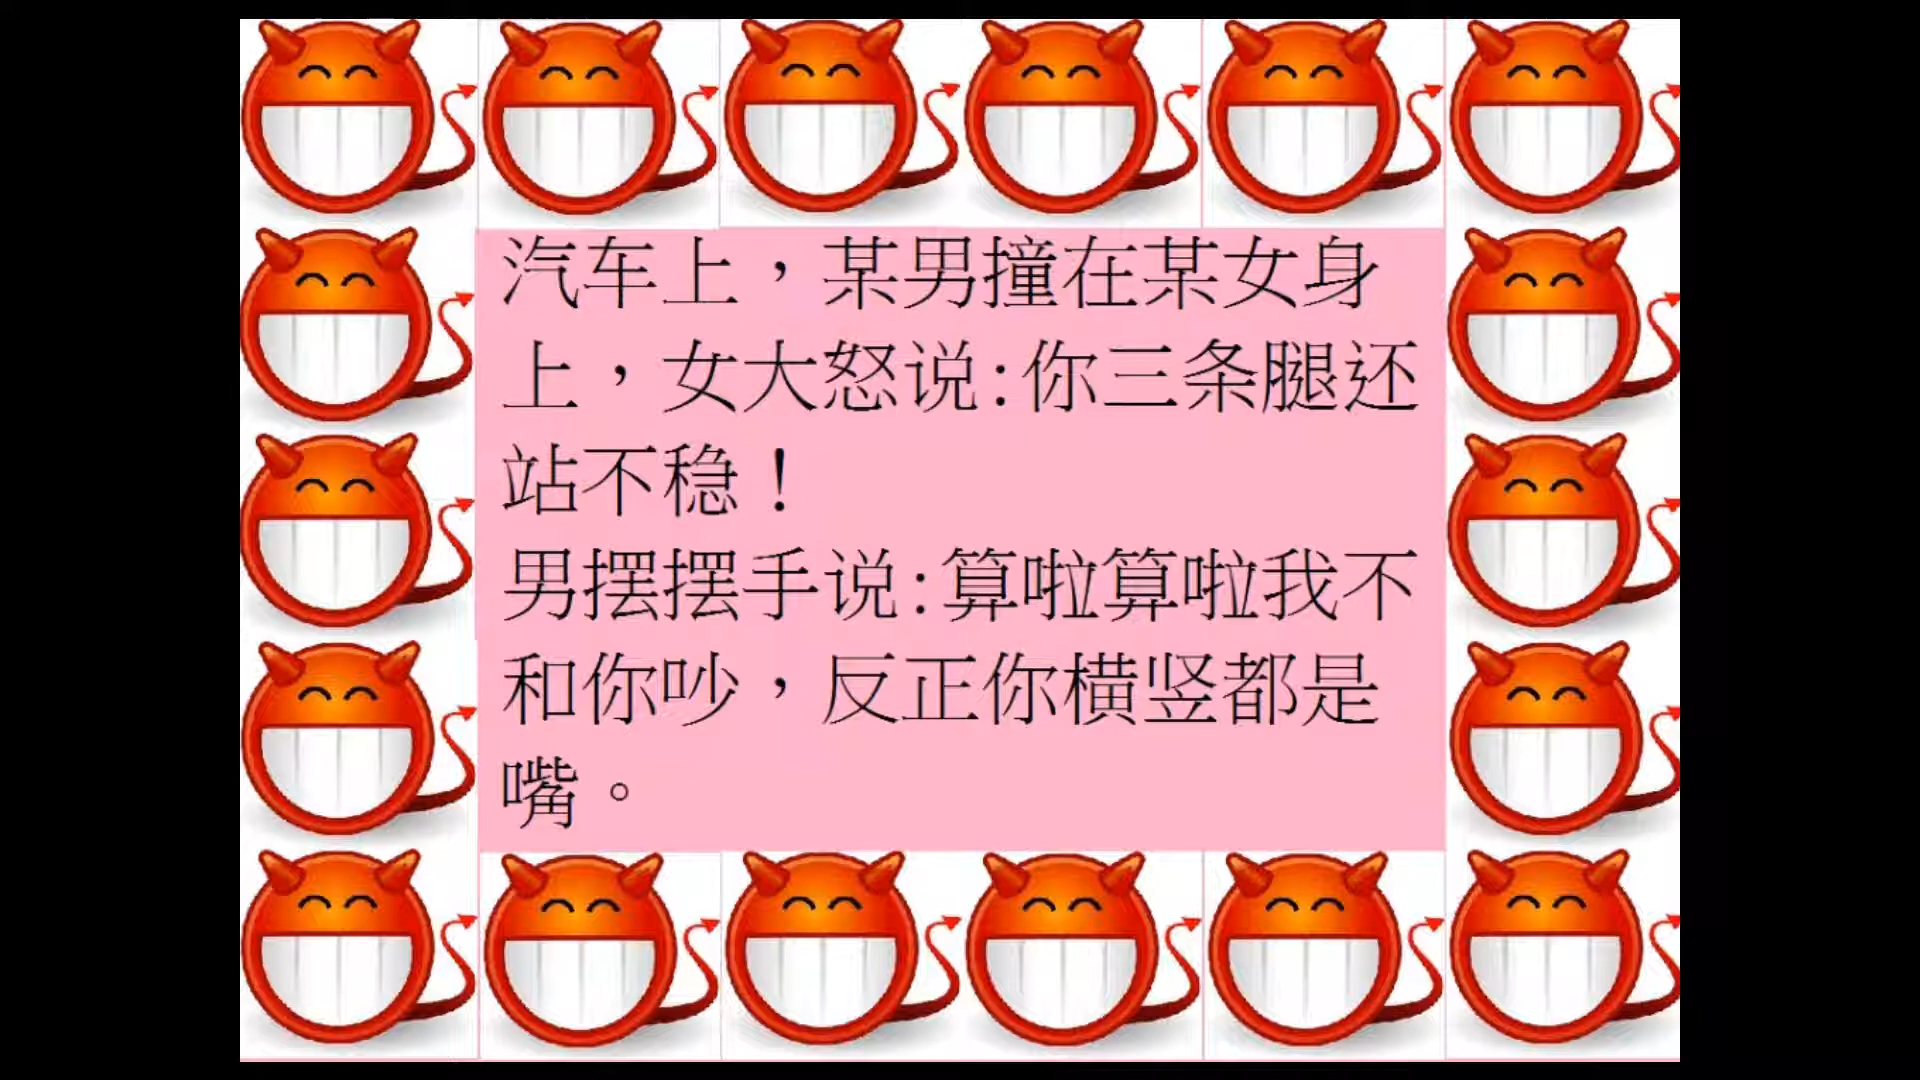 汽车上，某男撞在某女身
上，女大怒说:你三条腿还
站不稳！
男摆摆手说:算啦算啦我不
和你吵，反正你横竖都是
嘴。